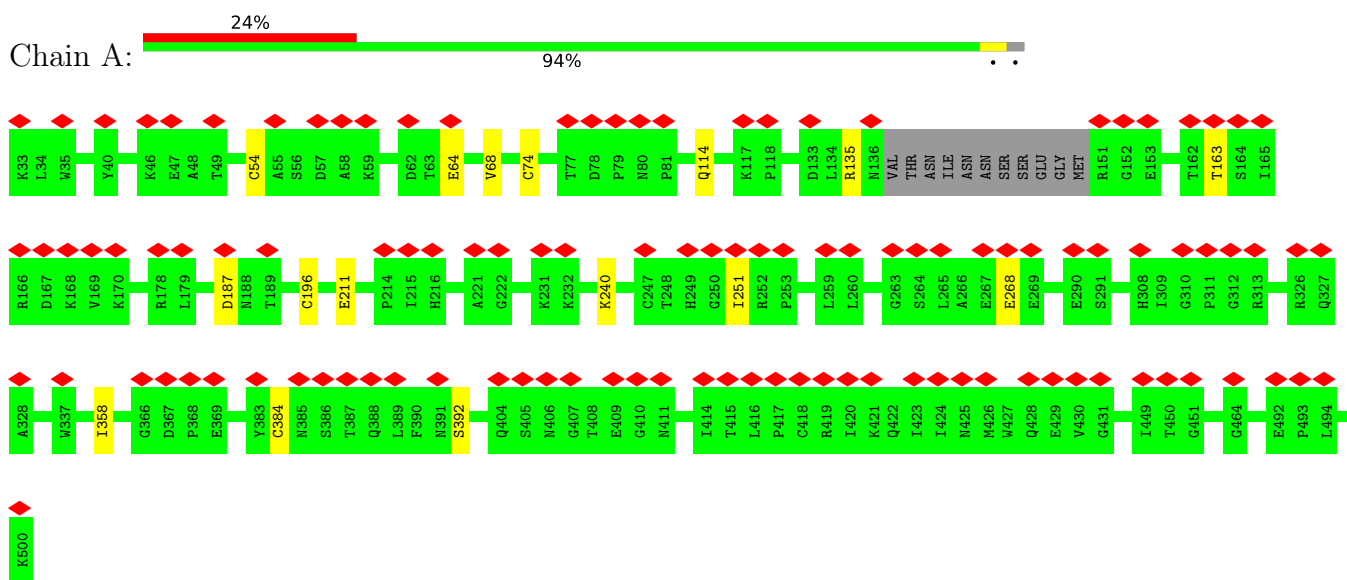 24%
Chain A:
94%
. .
K33 L34 W35 Y40 K46 E47 A48 T49 C54 A55 S56 D57 A58 K59 D62 T63 E64 V68 C74 T77 D78 P79 N80 P81 Q114 K117 P118 D133 L134 R135 N136 VAL THR ASN ILE ASN ASN SER SER GLU GLY MET R151 G152 E153 T162 T163 S164 I165
R166 D167 K168 V169 K170 R178 L179 D187 N188 T189 C196 E211 P214 I215 H216 A221 G222 K231 K232 K240 C247 T248 H249 G250 I251 R252 P253 L259 L260 G263 S264 L265 A266 E267 E268 E269 E290 S291 H308 I309 G310 P311 G312 R313 R326 Q327
A328 W337 I358 G366 D367 P368 E369 Y383 C384 N385 S386 T387 Q388 L389 F390 N391 S392 Q404 S405 N406 G407 T408 E409 G410 N411 I414 T415 L416 P417 C418 R419 I420 K421 Q422 I423 I424 N425 M426 W427 Q428 E429 V430 G431 I449 T450 G451 G464 E492 P493 L494
K500